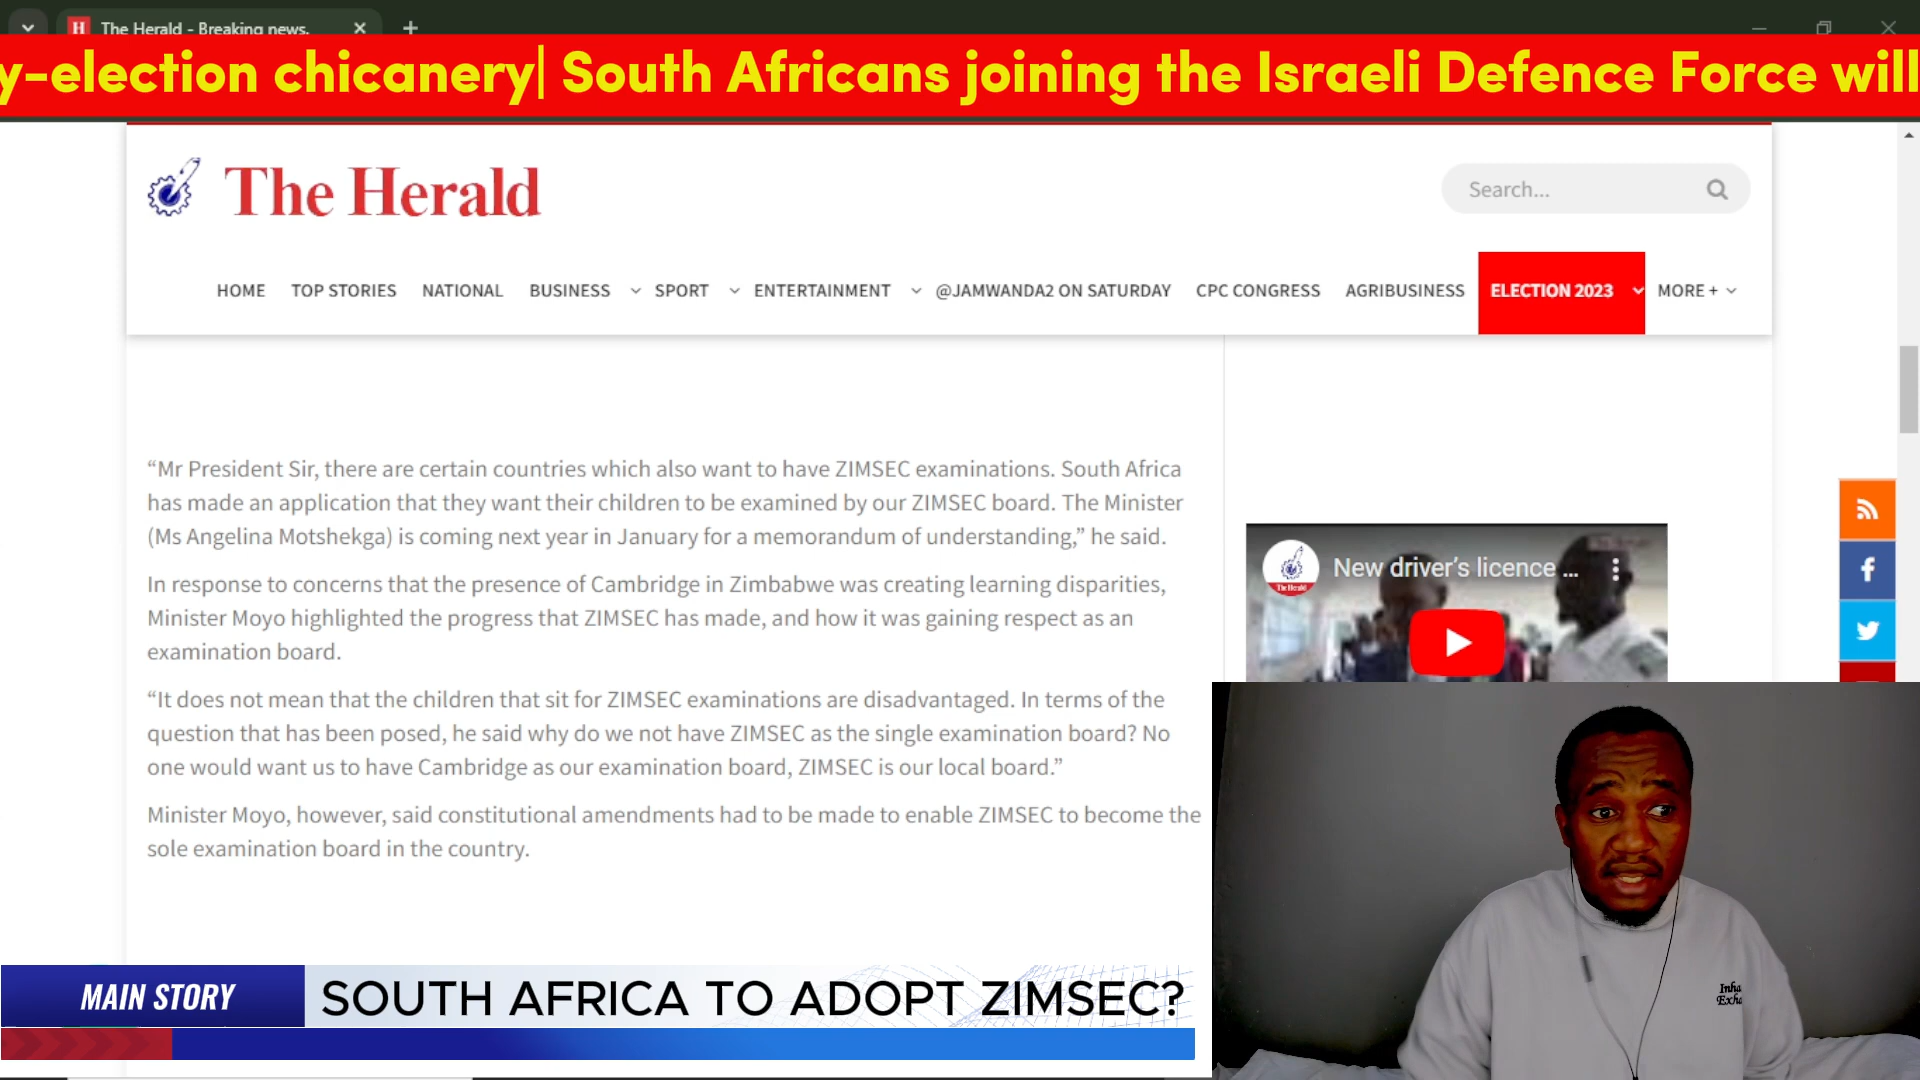 The Herald - Breaking news.
y-election chicanery| South Africans joining the Israeli Defence Force will
The Herald
Search...
HOME TOP STORIES NATIONAL BUSINESS SPORT ENTERTAINMENT @JAMWANDA2 ON SATURDAY CPC CONGRESS AGRIBUSINESS ELECTION 2023 MORE +
“Mr President Sir, there are certain countries which also want to have ZIMSEC examinations. South Africa
has made an application that they want their children to be examined by our ZIMSEC board. The Minister
(Ms Angelina Motshekga) is coming next year in January for a memorandum of understanding,” he said.
In response to concerns that the presence of Cambridge in Zimbabwe was creating learning disparities,
Minister Moyo highlighted the progress that ZIMSEC has made, and how it was gaining respect as an
examination board.
“It does not mean that the children that sit for ZIMSEC examinations are disadvantaged. In terms of the
question that has been posed, he said why do we not have ZIMSEC as the single examination board? No
one would want us to have Cambridge as our examination board, ZIMSEC is our local board.”
Minister Moyo, however, said constitutional amendments had to be made to enable ZIMSEC to become the
sole examination board in the country.
The Herald
New driver’s licence ...
Inha
Exha
MAIN STORY
SOUTH AFRICA TO ADOPT ZIMSEC?